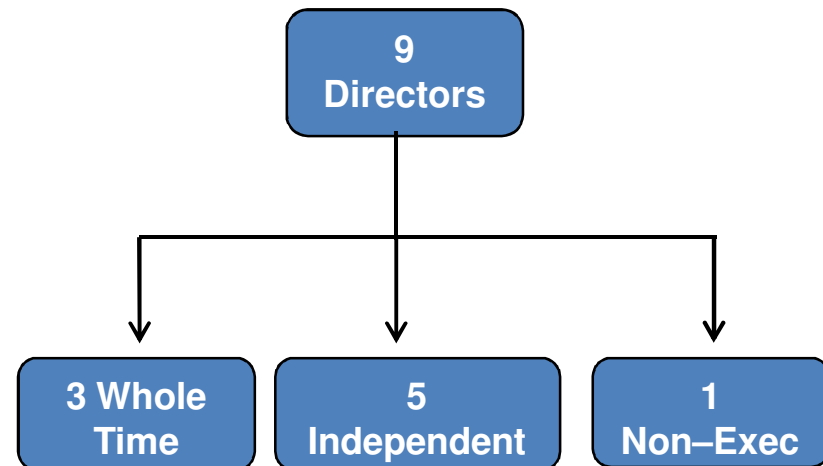 9
Directors
3 Whole
Time
5
Independent
1
Non–Exec